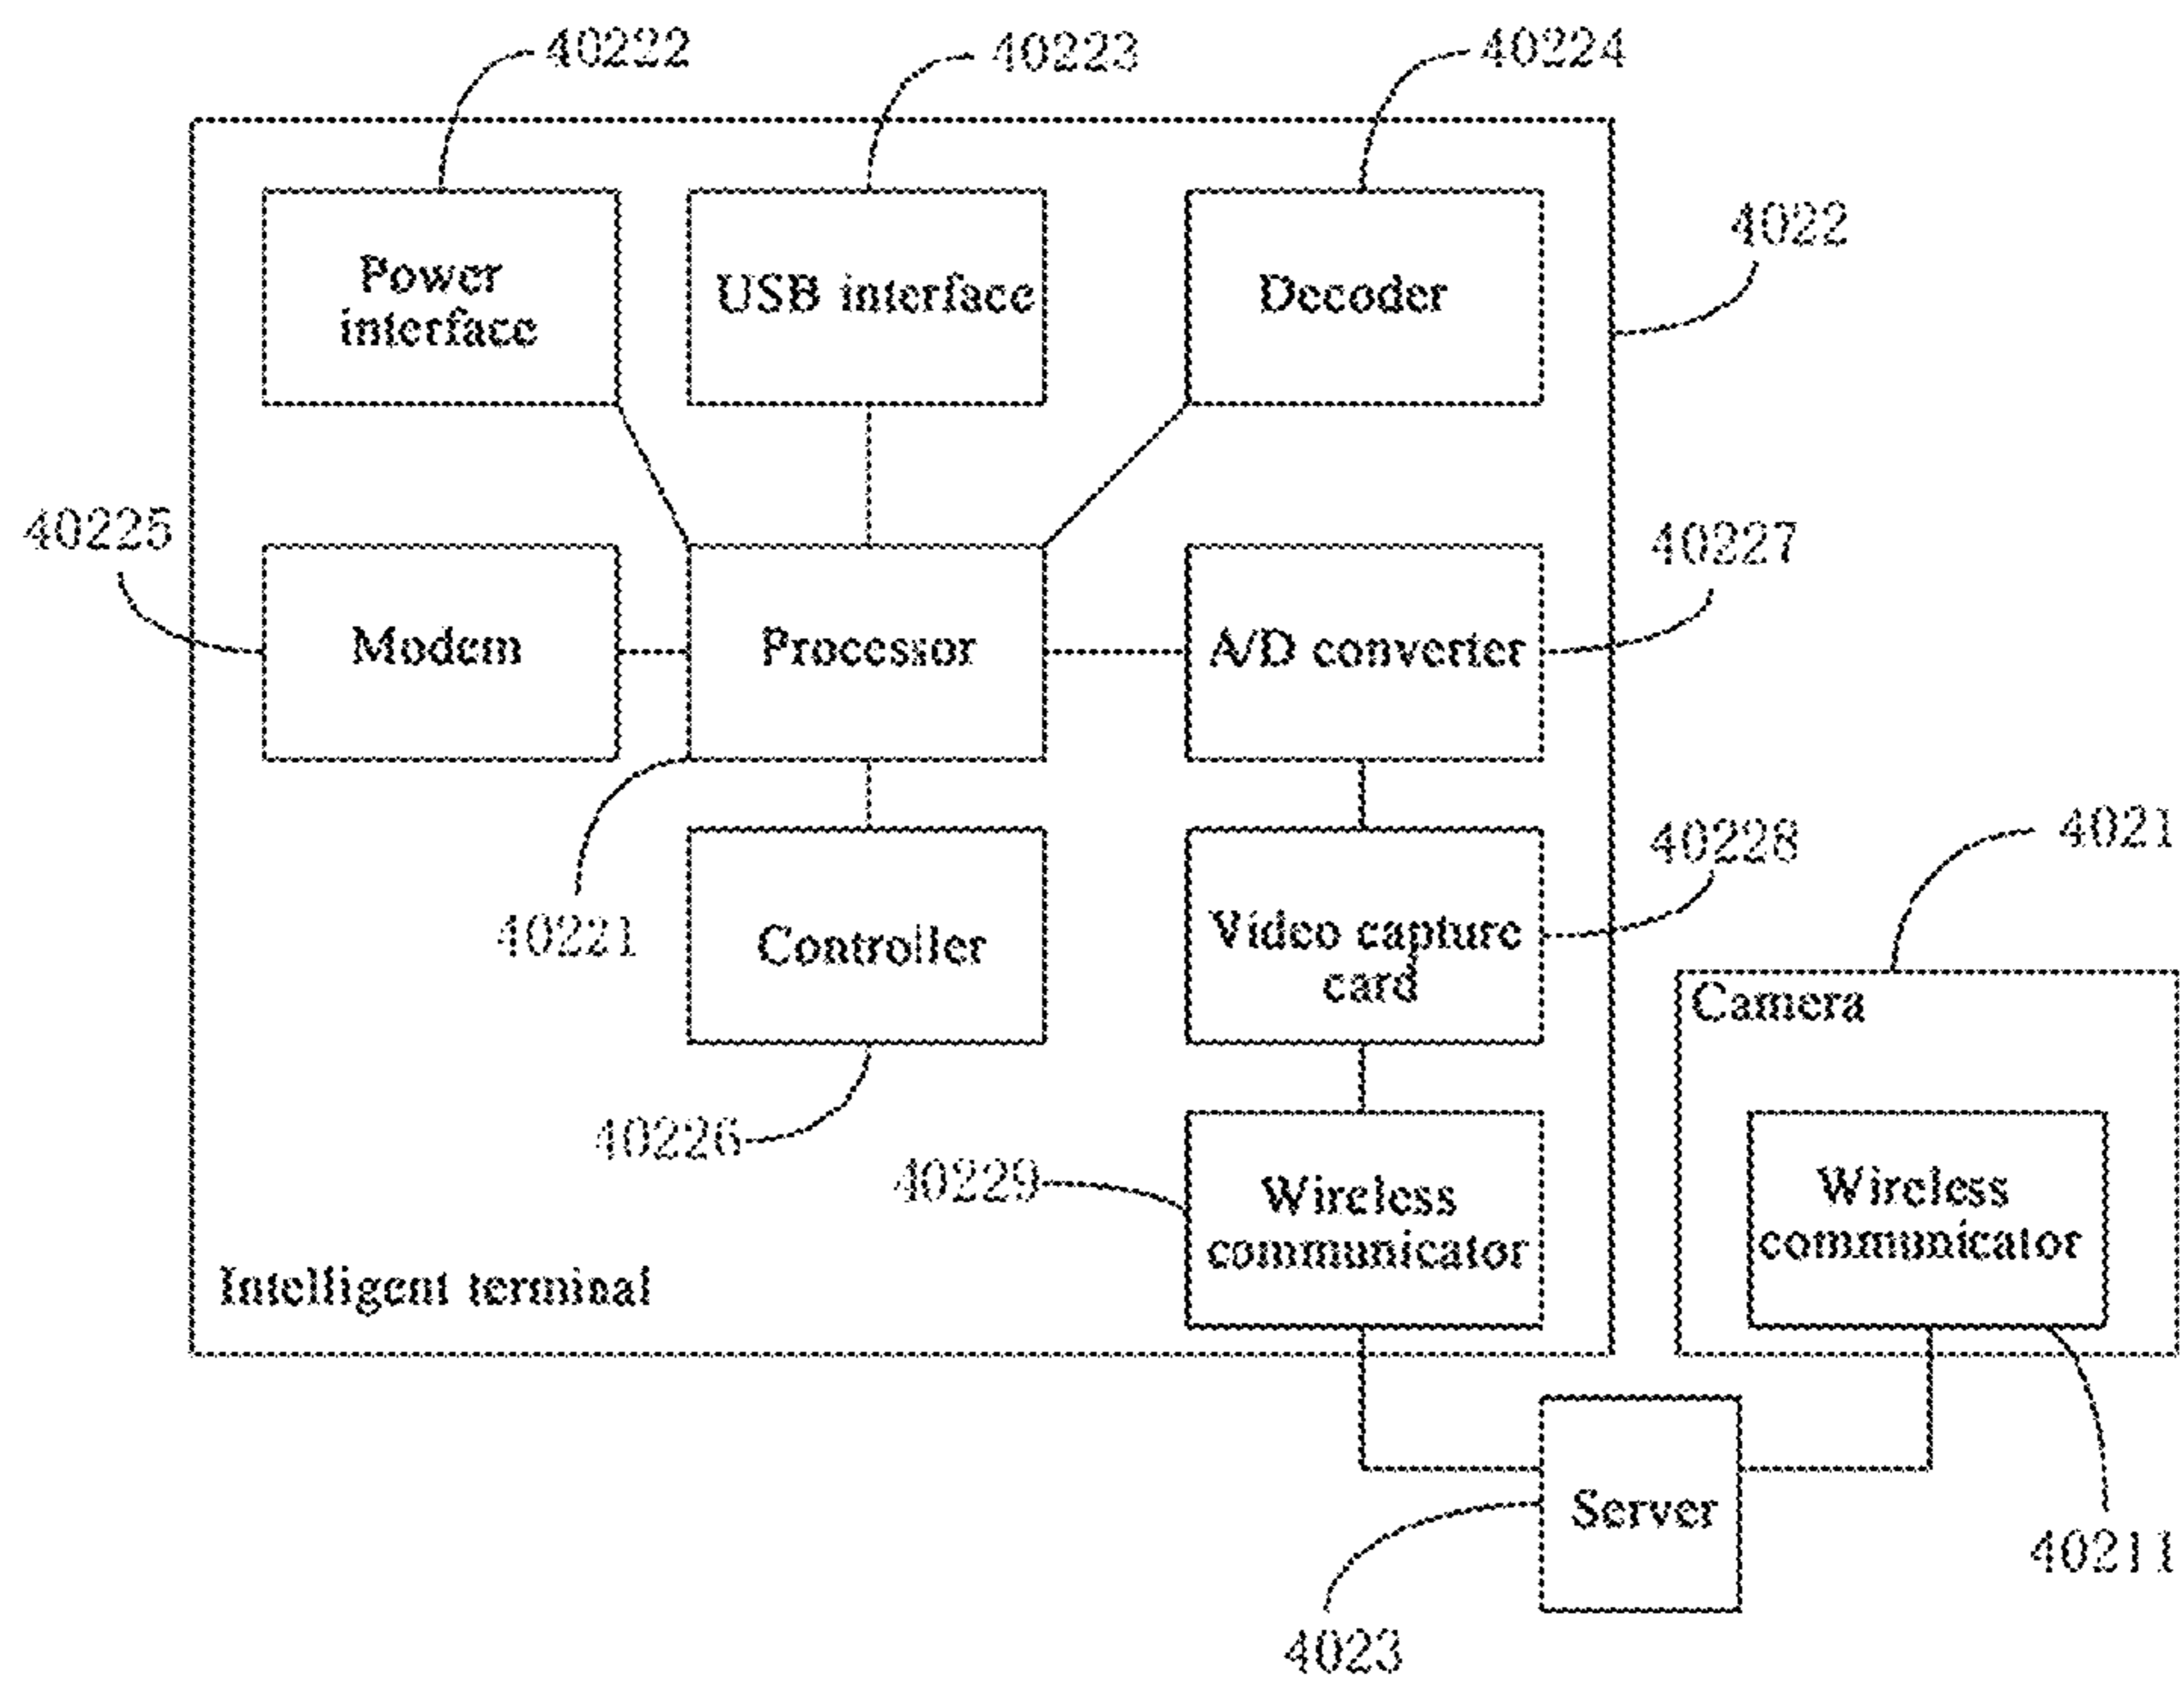 40222
40223
40224
4022
Power
interface
USB interface
Decoder
40225
40227
Modem
Processor
A/D converter
40221
40228
4021
Controller
Video capture
card
Camera
40226
40229
Wireless
communicator
Wireless
communicator
Intelligent terminal
Server
40211
4023